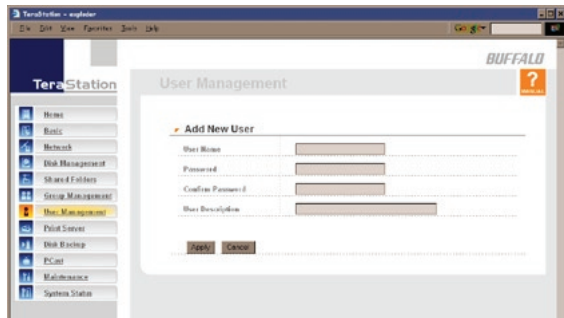 TeraStation - explorer
File Edit View Favorites Tools Help
BUFFALO
TeraStation
User Management
?
Home
Basic
Network
Disk Management
Shared Folders
Group Management
User Management
Print Server
Disk Backup
PCast
Maintenance
System Status
Add New User
User Name
Password
Confirm Password
User Description
Apply Cancel